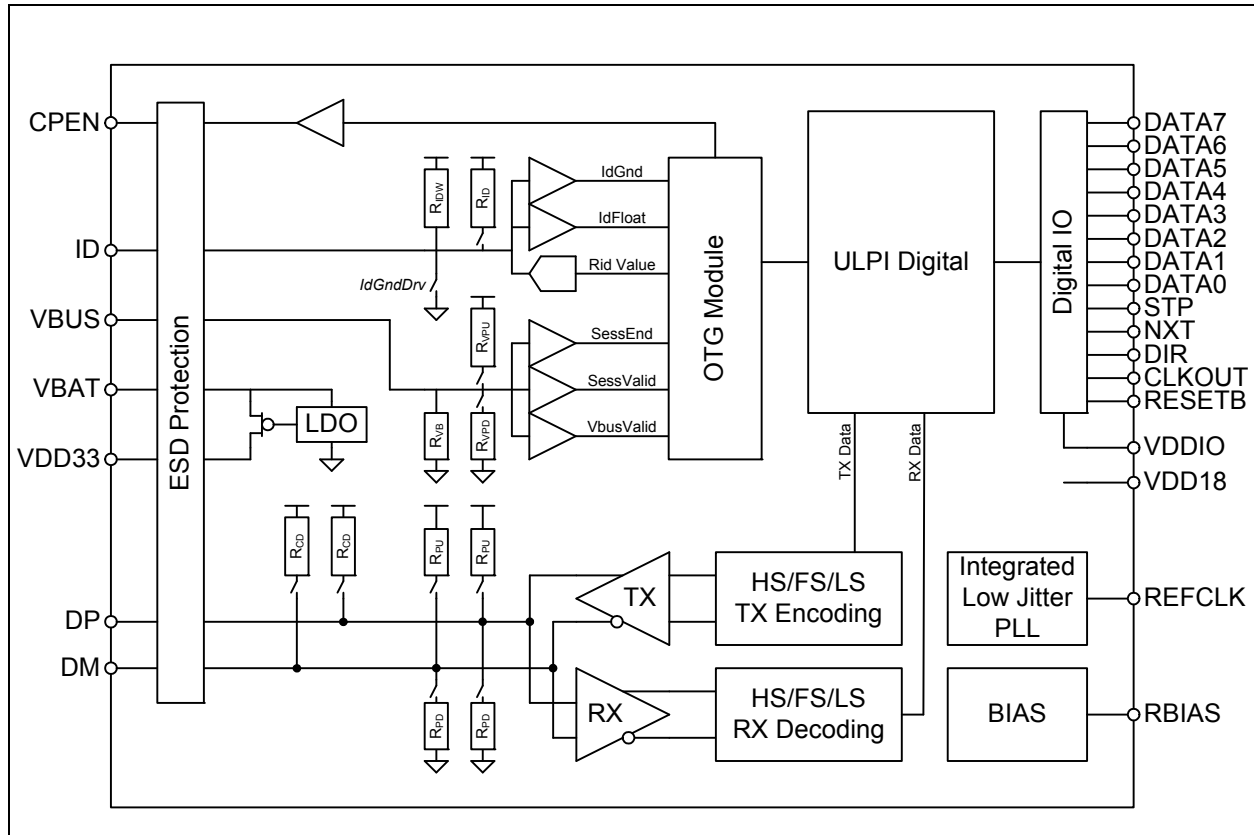 CPEN
ID
VBUS
VBAT
VDD33
DP
DM
ESD Protection
LDO
R_IDW
R_ID
IdGndDrv
R_VPU
R_VB
R_VPD
IdGnd
IdFloat
Rid Value
SessEnd
SessValid
VbusValid
OTG Module
ULPI Digital
Digital IO
DATA7
DATA6
DATA5
DATA4
DATA3
DATA2
DATA1
DATA0
STP
NXT
DIR
CLKOUT
RESETB
VDDIO
VDD18
TX Data
RX Data
R_CD
R_CD
R_PU
R_PU
R_PD
R_PD
TX
RX
HS/FS/LS
TX Encoding
HS/FS/LS
RX Decoding
Integrated
Low Jitter
PLL
REFCLK
BIAS
RBIAS